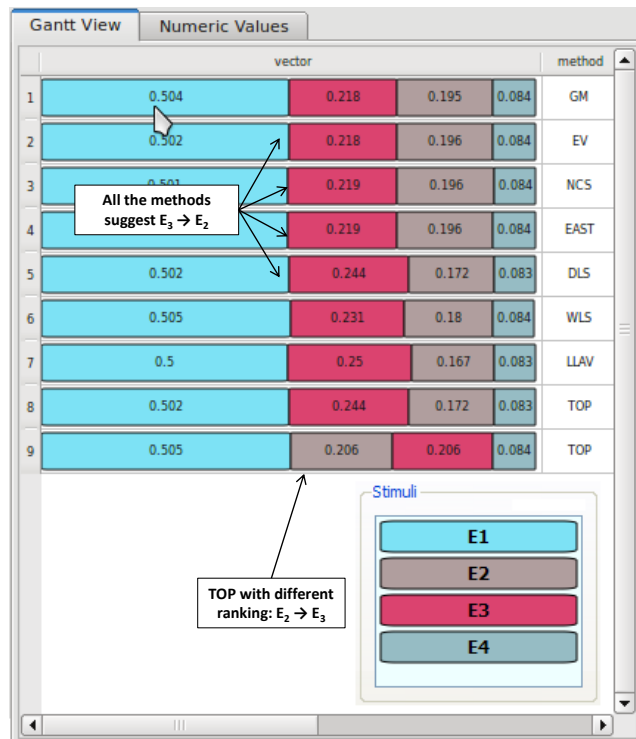 Gantt View Numeric Values
vector method
1 0.504 0.218 0.195 0.084 GM
2 0.502 0.218 0.196 0.084 EV
3 0.501 0.219 0.196 0.084 NCS
All the methods
suggest E₃ → E₂
4 0.219 0.196 0.084 EAST
5 0.502 0.244 0.172 0.083 DLS
6 0.505 0.231 0.18 0.084 WLS
7 0.5 0.25 0.167 0.083 LLAV
8 0.502 0.244 0.172 0.083 TOP
9 0.505 0.206 0.206 0.084 TOP
Stimuli
E1
E2
E3
E4
TOP with different
ranking: E₂ → E₃